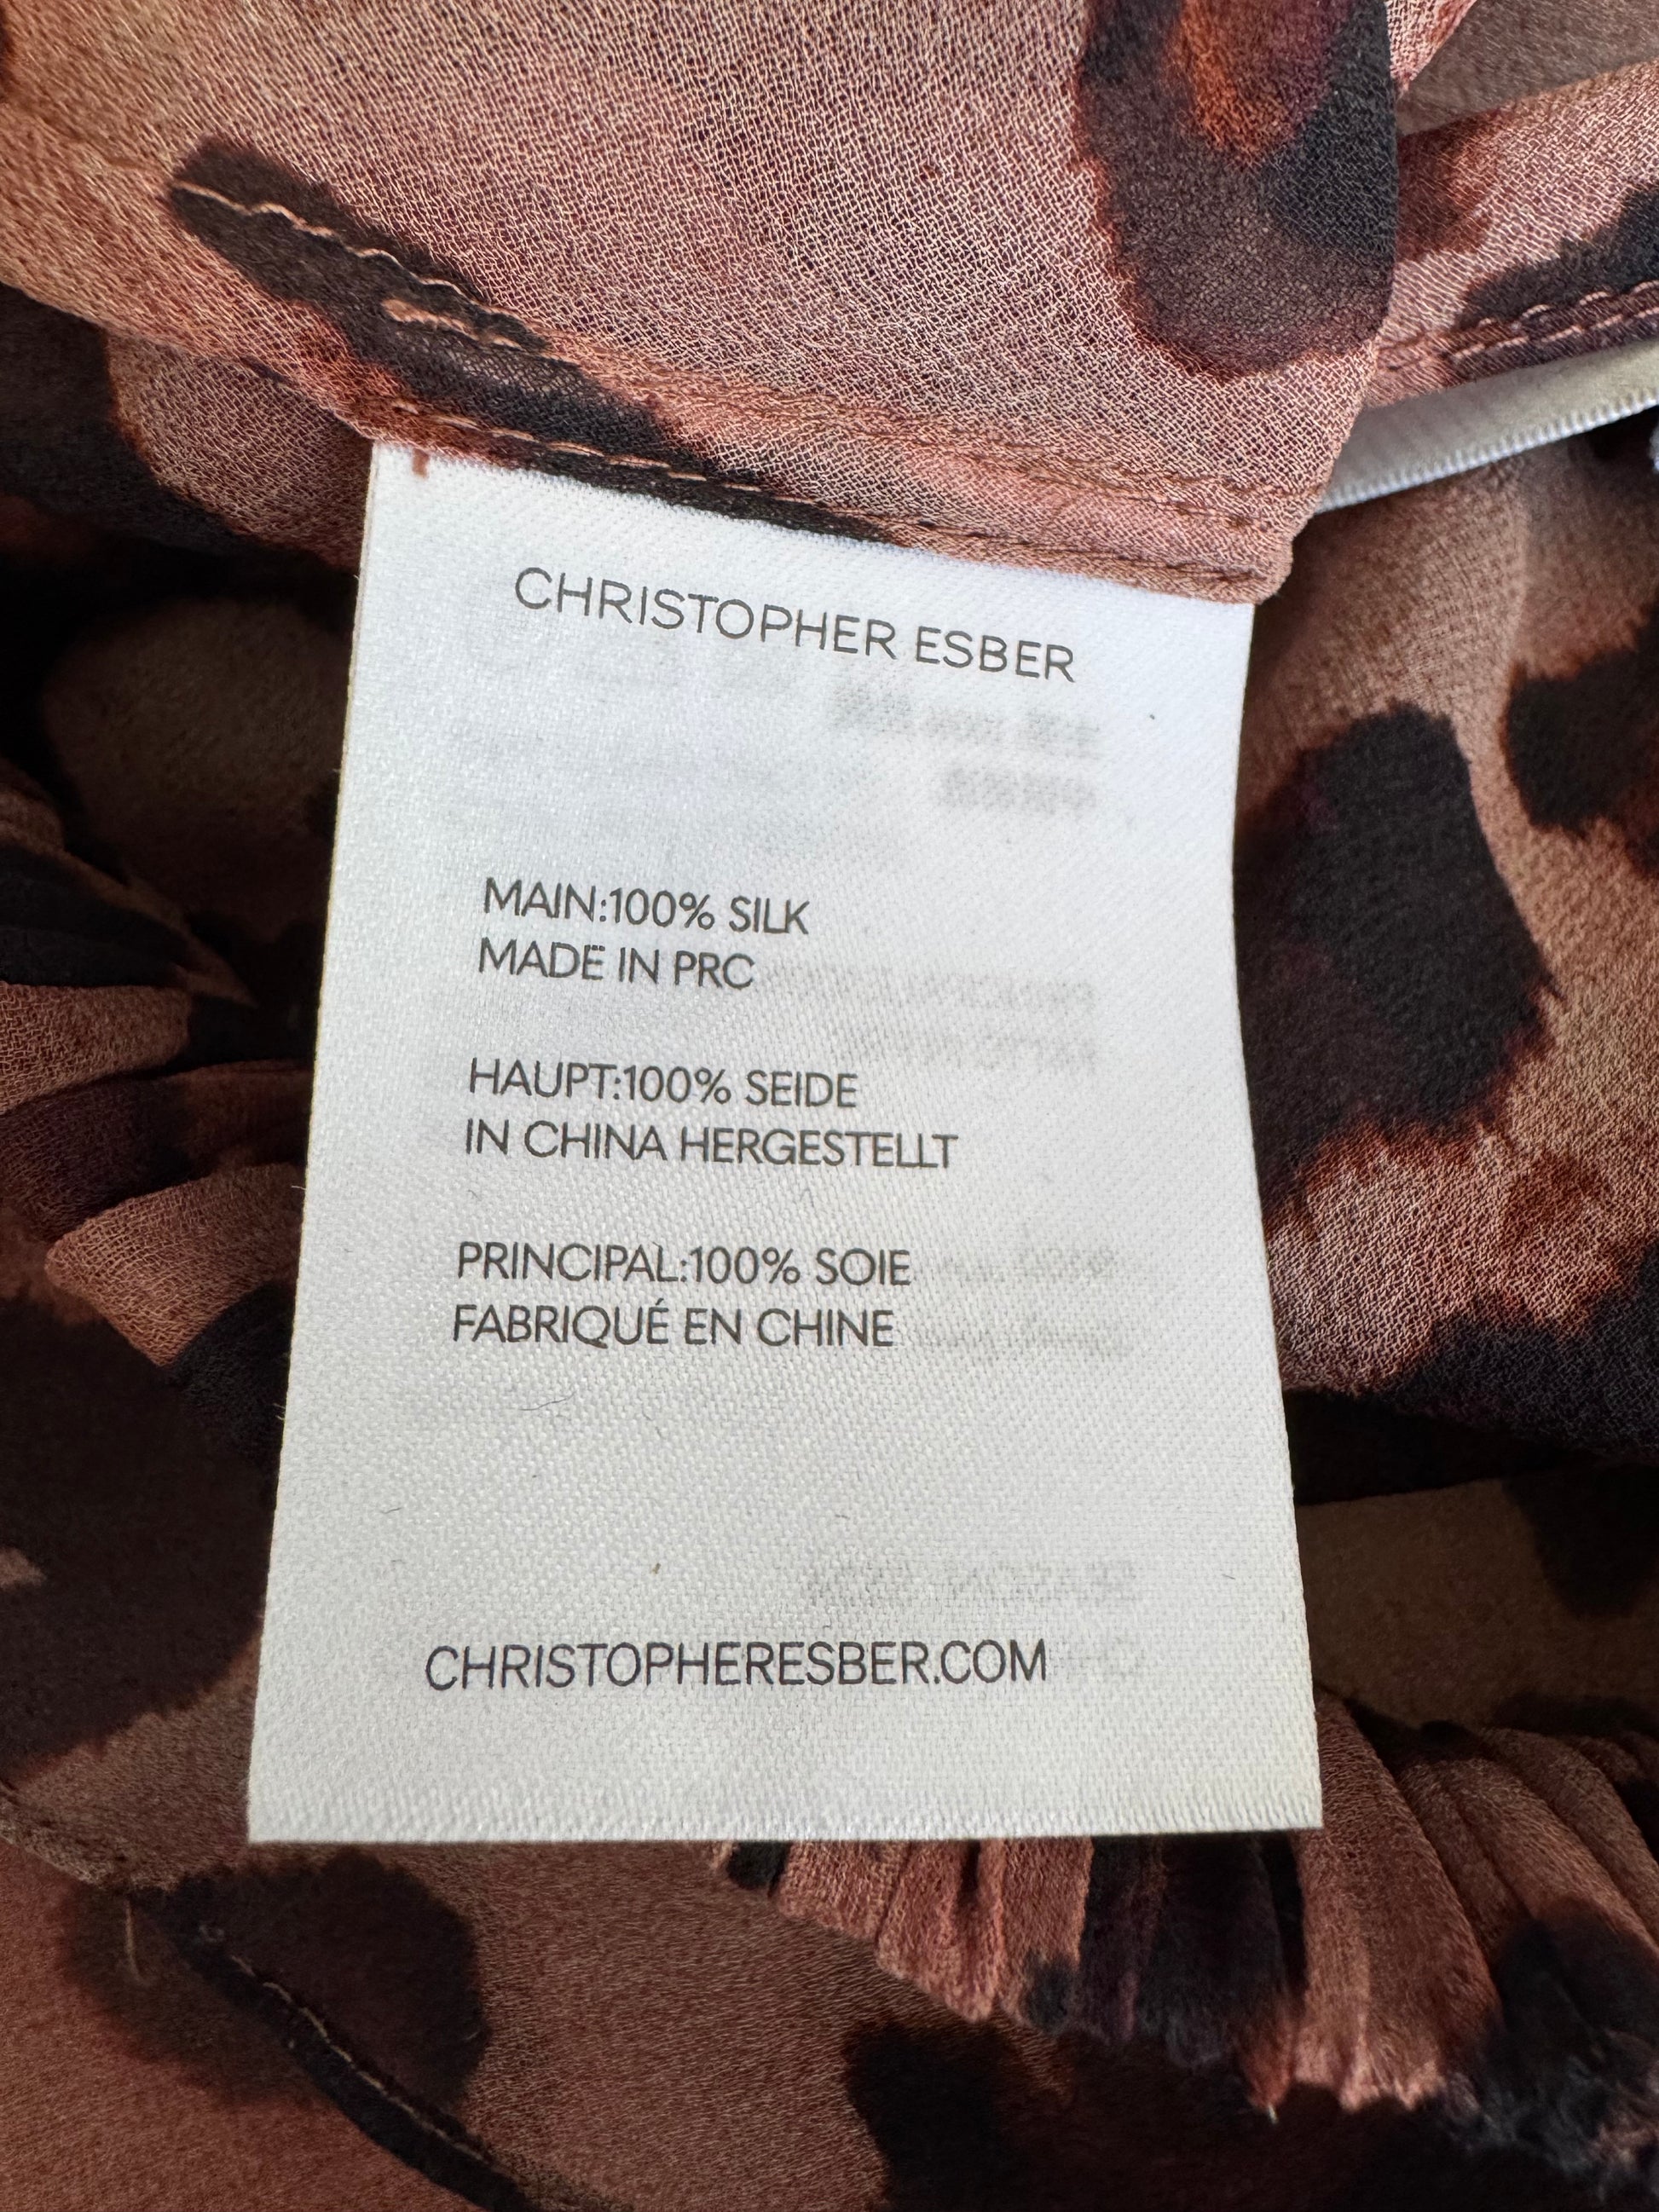 CHRISTOPHER ESBER
MAIN:100% SILK
MADE IN PRC
HAUPT:100% SEIDE
IN CHINA HERGESTELLT
PRINCIPAL:100% SOIE
FABRIQUÉ EN CHINE
CHRISTOPHERESBER.COM